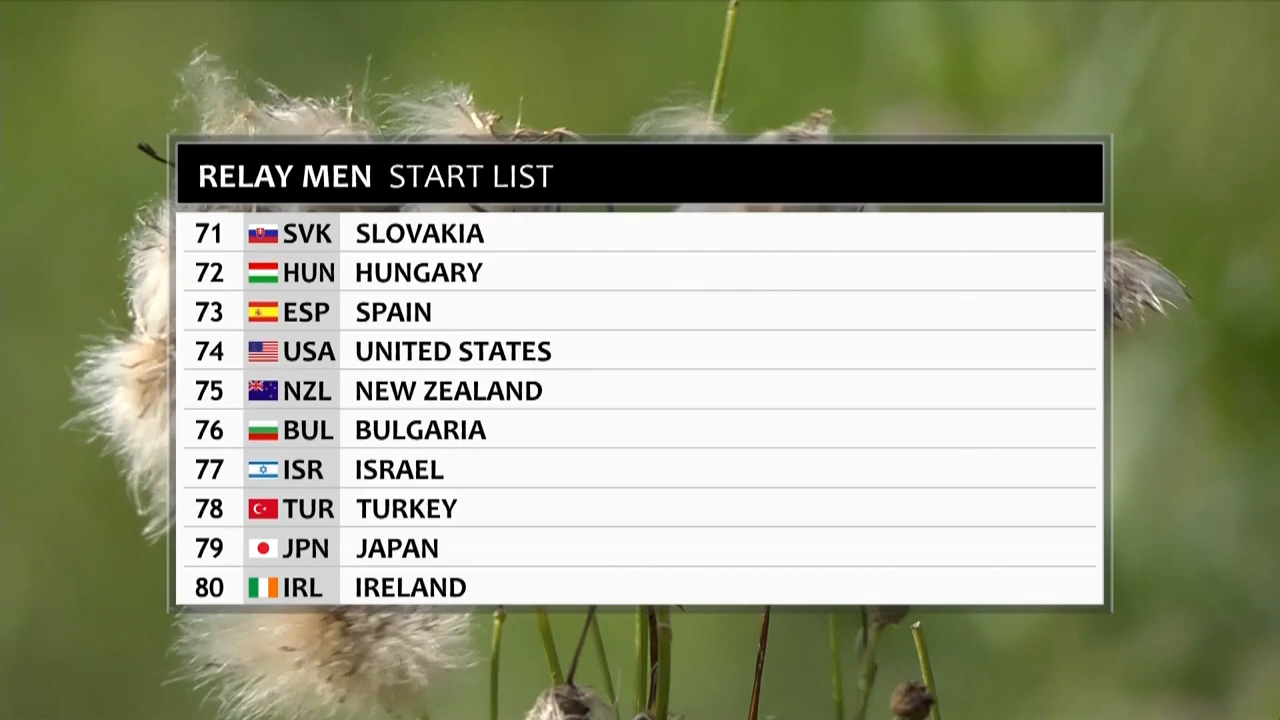 RELAY MEN START LIST
71 SVK SLOVAKIA
72 HUN HUNGARY
73 ESP SPAIN
74 USA UNITED STATES
75 NZL NEW ZEALAND
76 BUL BULGARIA
77 ISR ISRAEL
78 TUR TURKEY
79 JPN JAPAN
80 IRL IRELAND